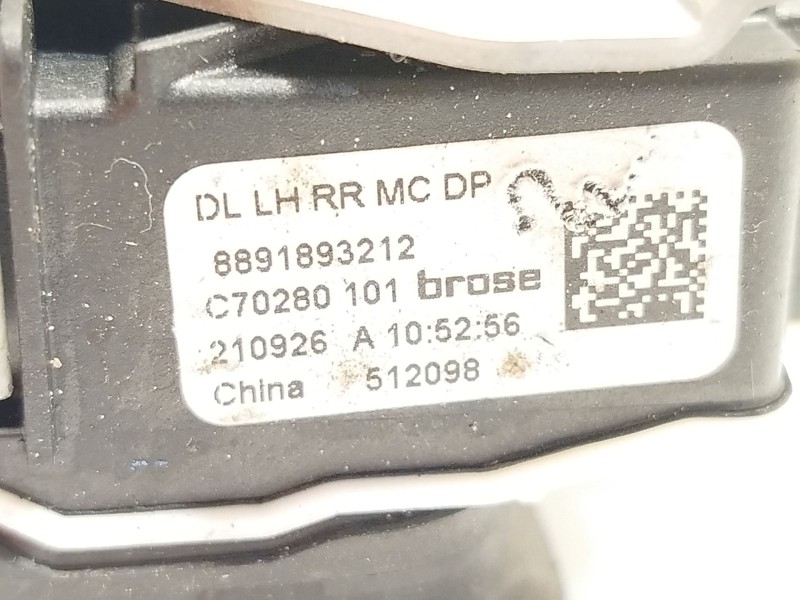 DL LH RR MC DP
8891893212
C70280 101 brose
210926 A 10:52:56
China 512098